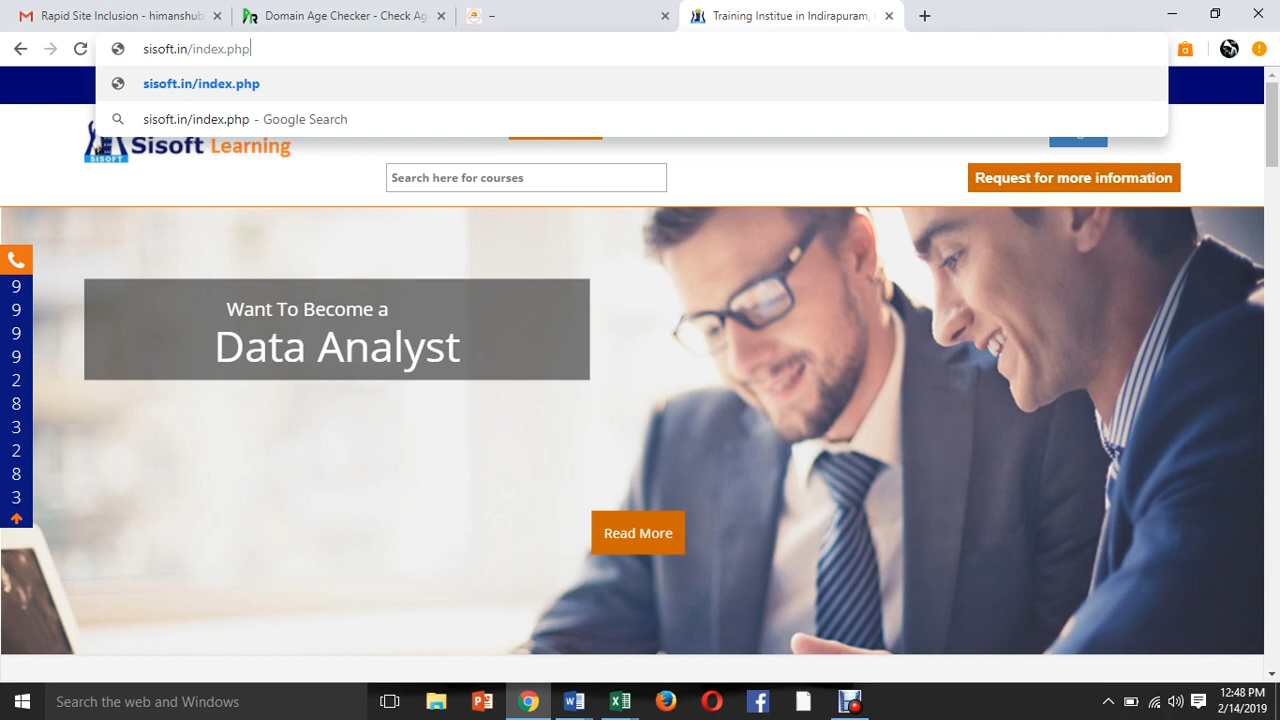 Rapid Site Inclusion - himanshub
Domain Age Checker - Check Ag
–
Training Institue in Indirapuram,
sisoft.in/index.php
sisoft.in/index.php
sisoft.in/index.php - Google Search
SISOFT
Sisoft Learning
Search here for courses
Request for more information
9
9
9
9
2
8
3
2
8
3
Want To Become a
Data Analyst
Read More
Search the web and Windows
12:48 PM
2/14/2019